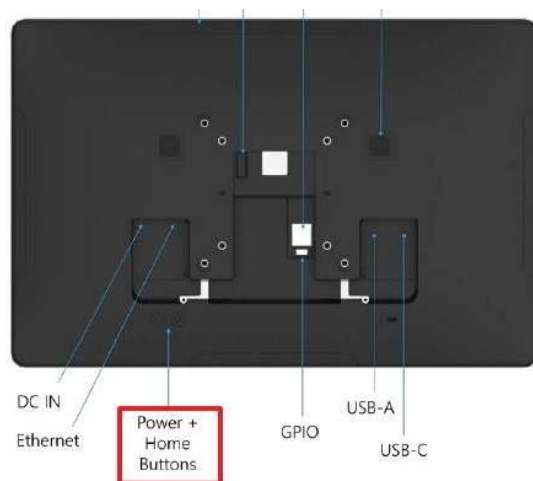 DC IN
Ethernet
Power +
Home
Buttons
GPIO
USB-A
USB-C